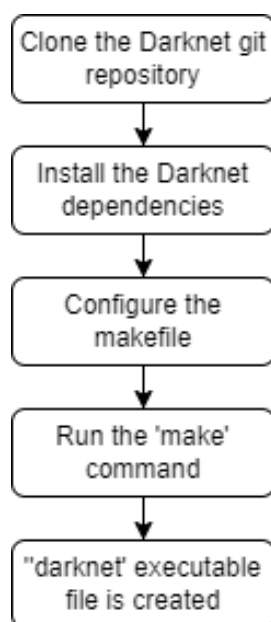 Clone the Darknet git
repository
Install the Darknet
dependencies
Configure the
makefile
Run the 'make'
command
"darknet' executable
file is created